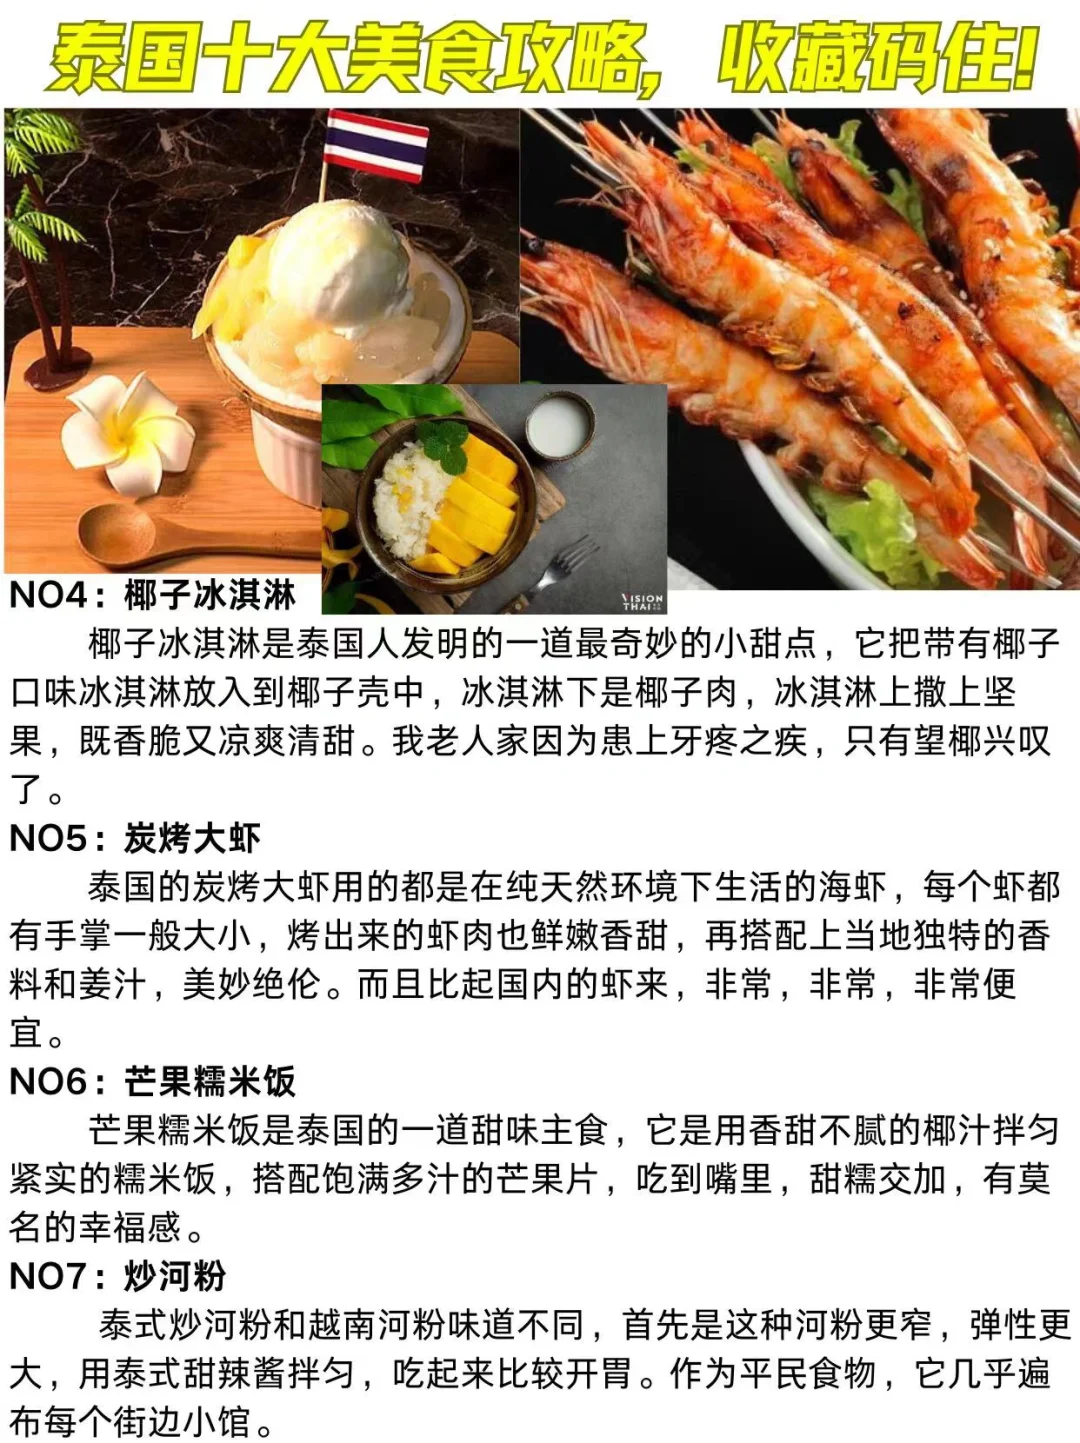 泰国十大美食攻略，收藏码住！
VISION
THAI
NO4：椰子冰淇淋
椰子冰淇淋是泰国人发明的一道最奇妙的小甜点，它把带有椰子
口味冰淇淋放入到椰子壳中，冰淇淋下是椰子肉，冰淇淋上撒上坚
果，既香脆又凉爽清甜。我老人家因为患上牙疼之疾，只有望椰兴叹
了。
NO5：炭烤大虾
泰国的炭烤大虾用的都是在纯天然环境下生活的海虾，每个虾都
有手掌一般大小，烤出来的虾肉也鲜嫩香甜，再搭配上当地独特的香
料和姜汁，美妙绝伦。而且比起国内的虾来，非常，非常，非常便
宜。
NO6：芒果糯米饭
芒果糯米饭是泰国的一道甜味主食，它是用香甜不腻的椰汁拌匀
紧实的糯米饭，搭配饱满多汁的芒果片，吃到嘴里，甜糯交加，有莫
名的幸福感。
NO7：炒河粉
泰式炒河粉和越南河粉味道不同，首先是这种河粉更窄，弹性更
大，用泰式甜辣酱拌匀，吃起来比较开胃。作为平民食物，它几乎遍
布每个街边小馆。